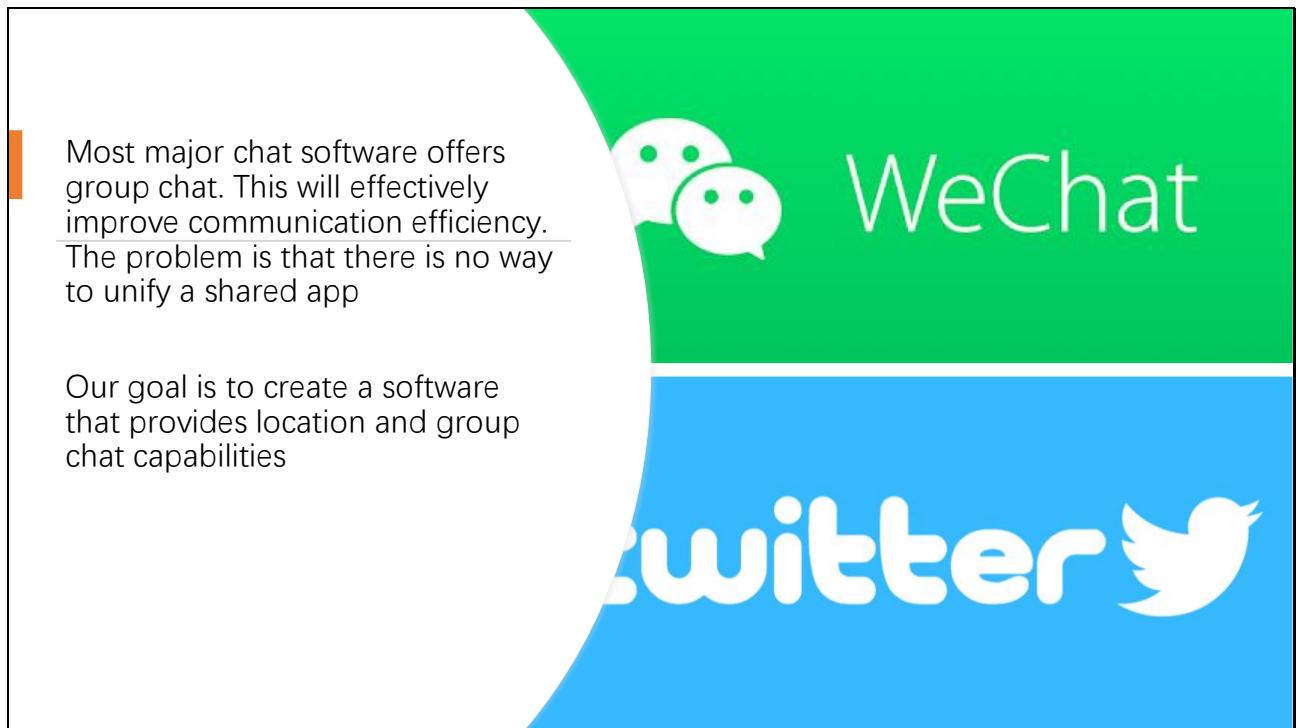 Most major chat software offers
group chat. This will effectively
improve communication efficiency.
The problem is that there is no way
to unify a shared app
Our goal is to create a software
that provides location and group
chat capabilities
WeChat
twitter